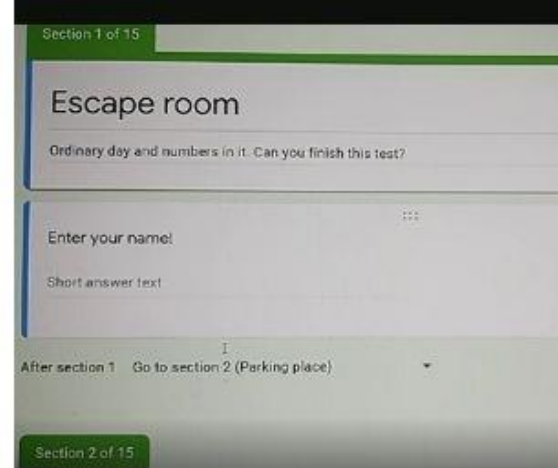 Section 1 of 15
Escape room
Ordinary day and numbers in it. Can you finish this test?
Enter your name!
Short answer text
After section 1 Go to section 2 (Parking place)
Section 2 of 15